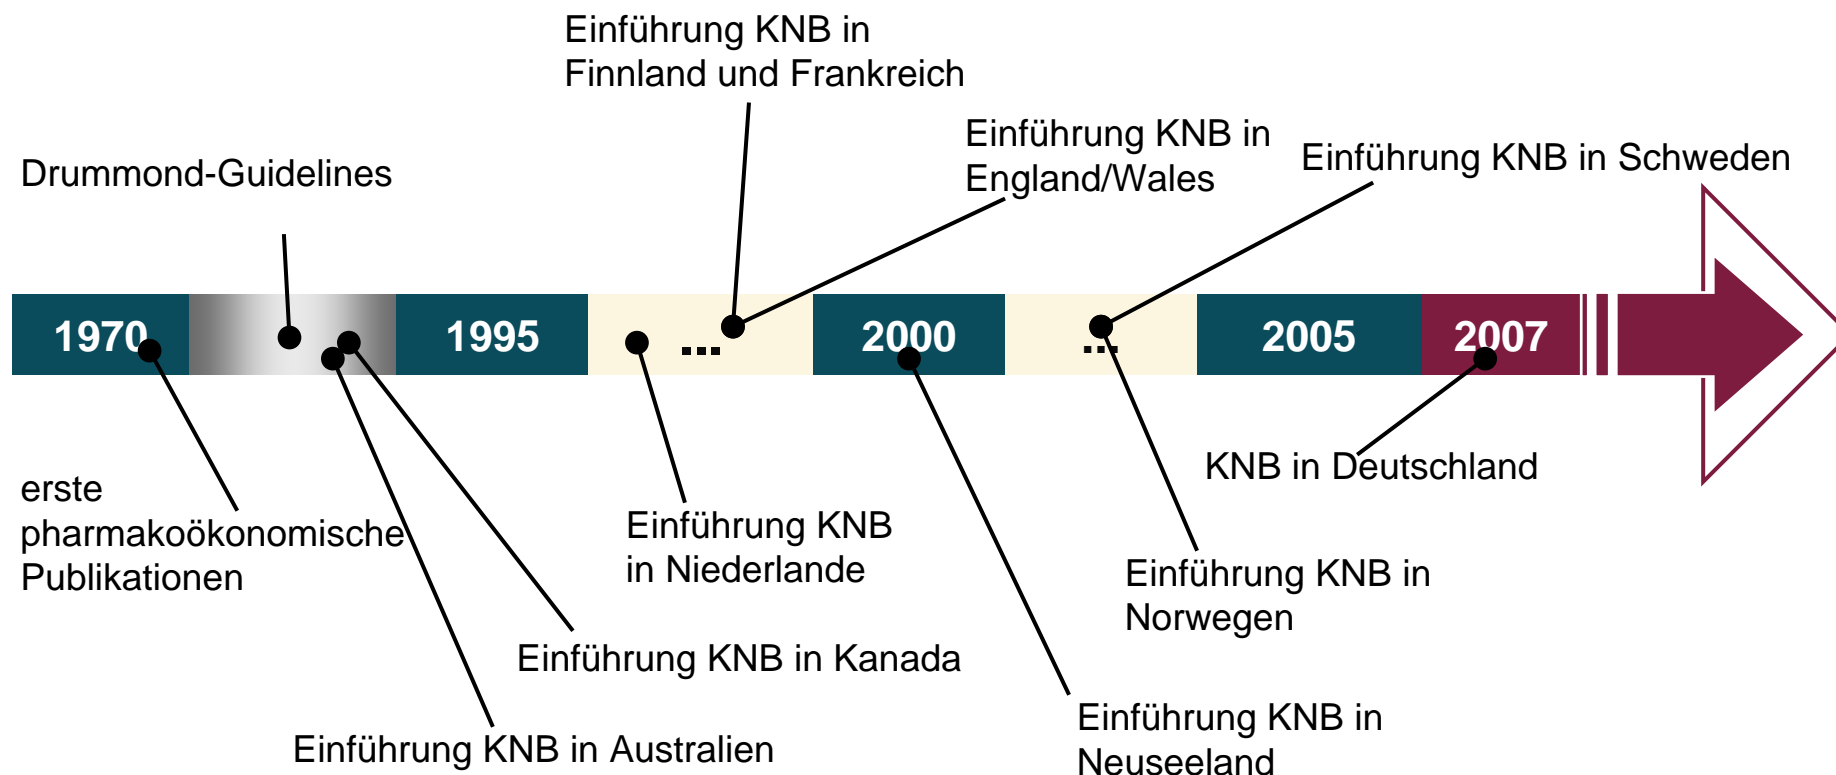 Einführung KNB in
Finnland und Frankreich
Einführung KNB in
England/Wales
Einführung KNB in Schweden
Drummond-Guidelines
1970
1995
...
2000
...
2005
2007
erste
pharmakoökonomische
Publikationen
Einführung KNB
in Niederlande
KNB in Deutschland
Einführung KNB in
Norwegen
Einführung KNB in Kanada
Einführung KNB in Australien
Einführung KNB in
Neuseeland